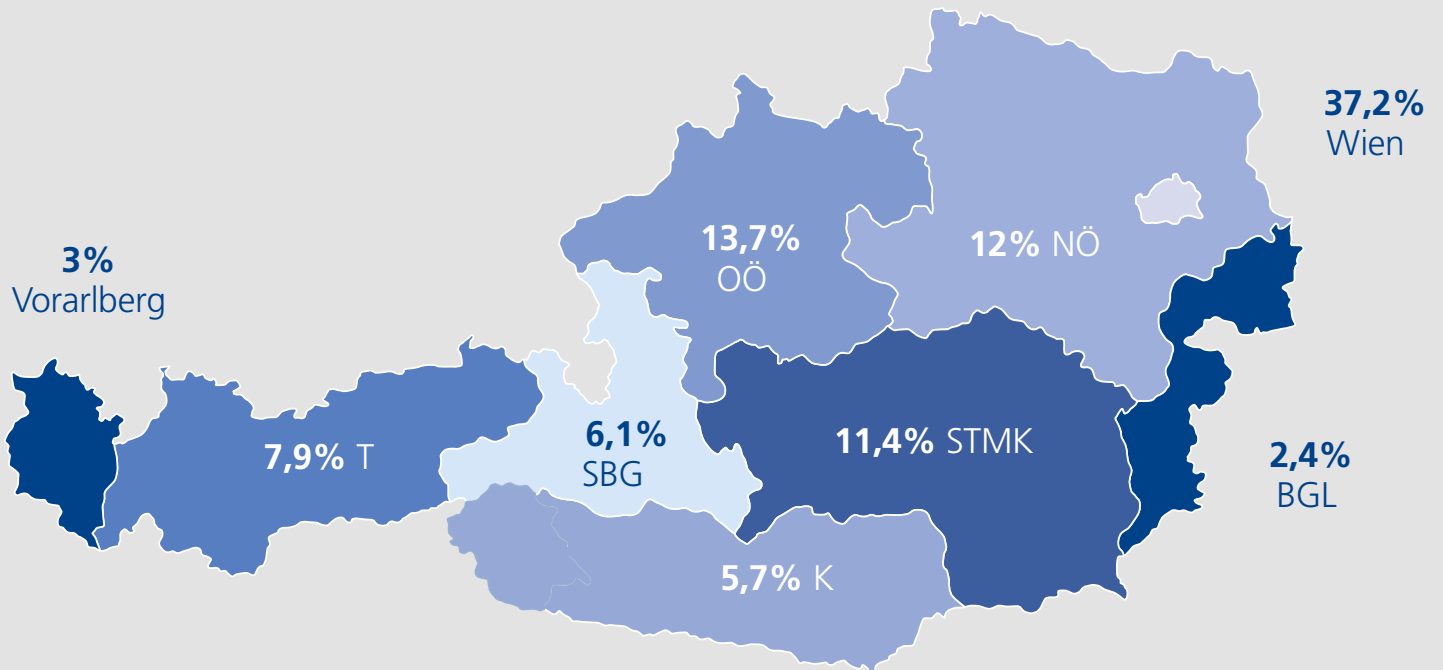 37,2%
Wien
13,7%
OÖ
12% NÖ
3%
Vorarlberg
6,1%
SBG
11,4% STMK
7,9% T
2,4%
BGL
5,7% K